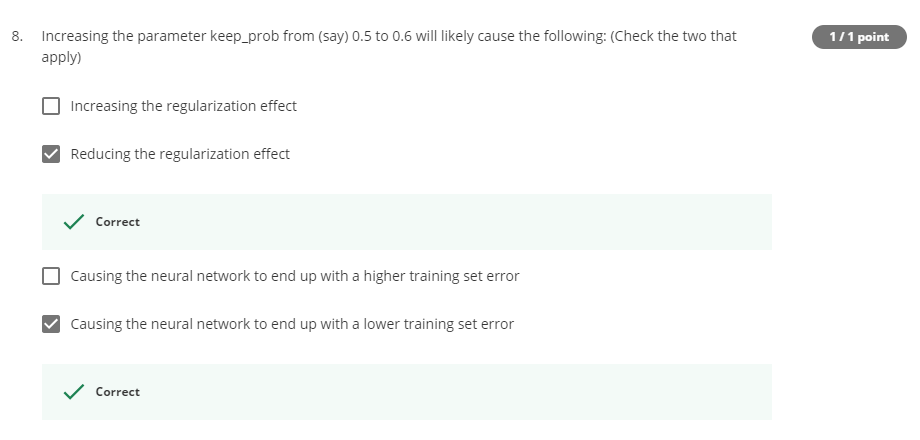 8. Increasing the parameter keep_prob from (say) 0.5 to 0.6 will likely cause the following: (Check the two that
apply)
1 / 1 point
Increasing the regularization effect
Reducing the regularization effect
Correct
Causing the neural network to end up with a higher training set error
Causing the neural network to end up with a lower training set error
Correct